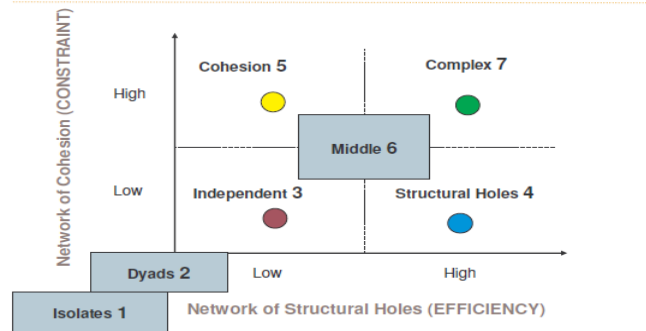 Network of Cohesion (CONSTRAINT)
Cohesion 5
Complex 7
High
Middle 6
Low
Independent 3
Structural Holes 4
Dyads 2
Low
High
Isolates 1
Network of Structural Holes (EFFICIENCY)